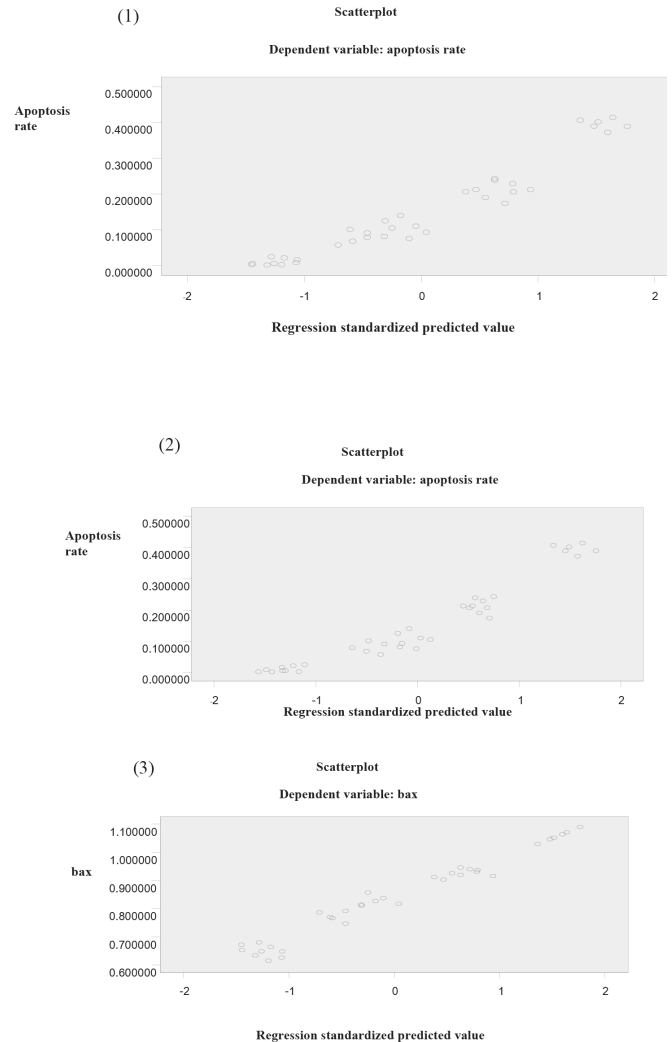 (1)
Scatterplot
Dependent variable: apoptosis rate
Apoptosis
rate
0.500000
0.400000
0.300000
0.200000
0.100000
0.000000
-2 -1 0 1 2
Regression standardized predicted value
(2)
Scatterplot
Dependent variable: apoptosis rate
Apoptosis
rate
0.500000
0.400000
0.300000
0.200000
0.100000
0.000000
-2 -1 0 1 2
Regression standardized predicted value
(3)
Scatterplot
Dependent variable: bax
bax
1.100000
1.000000
0.900000
0.800000
0.700000
0.600000
-2 -1 0 1 2
Regression standardized predicted value